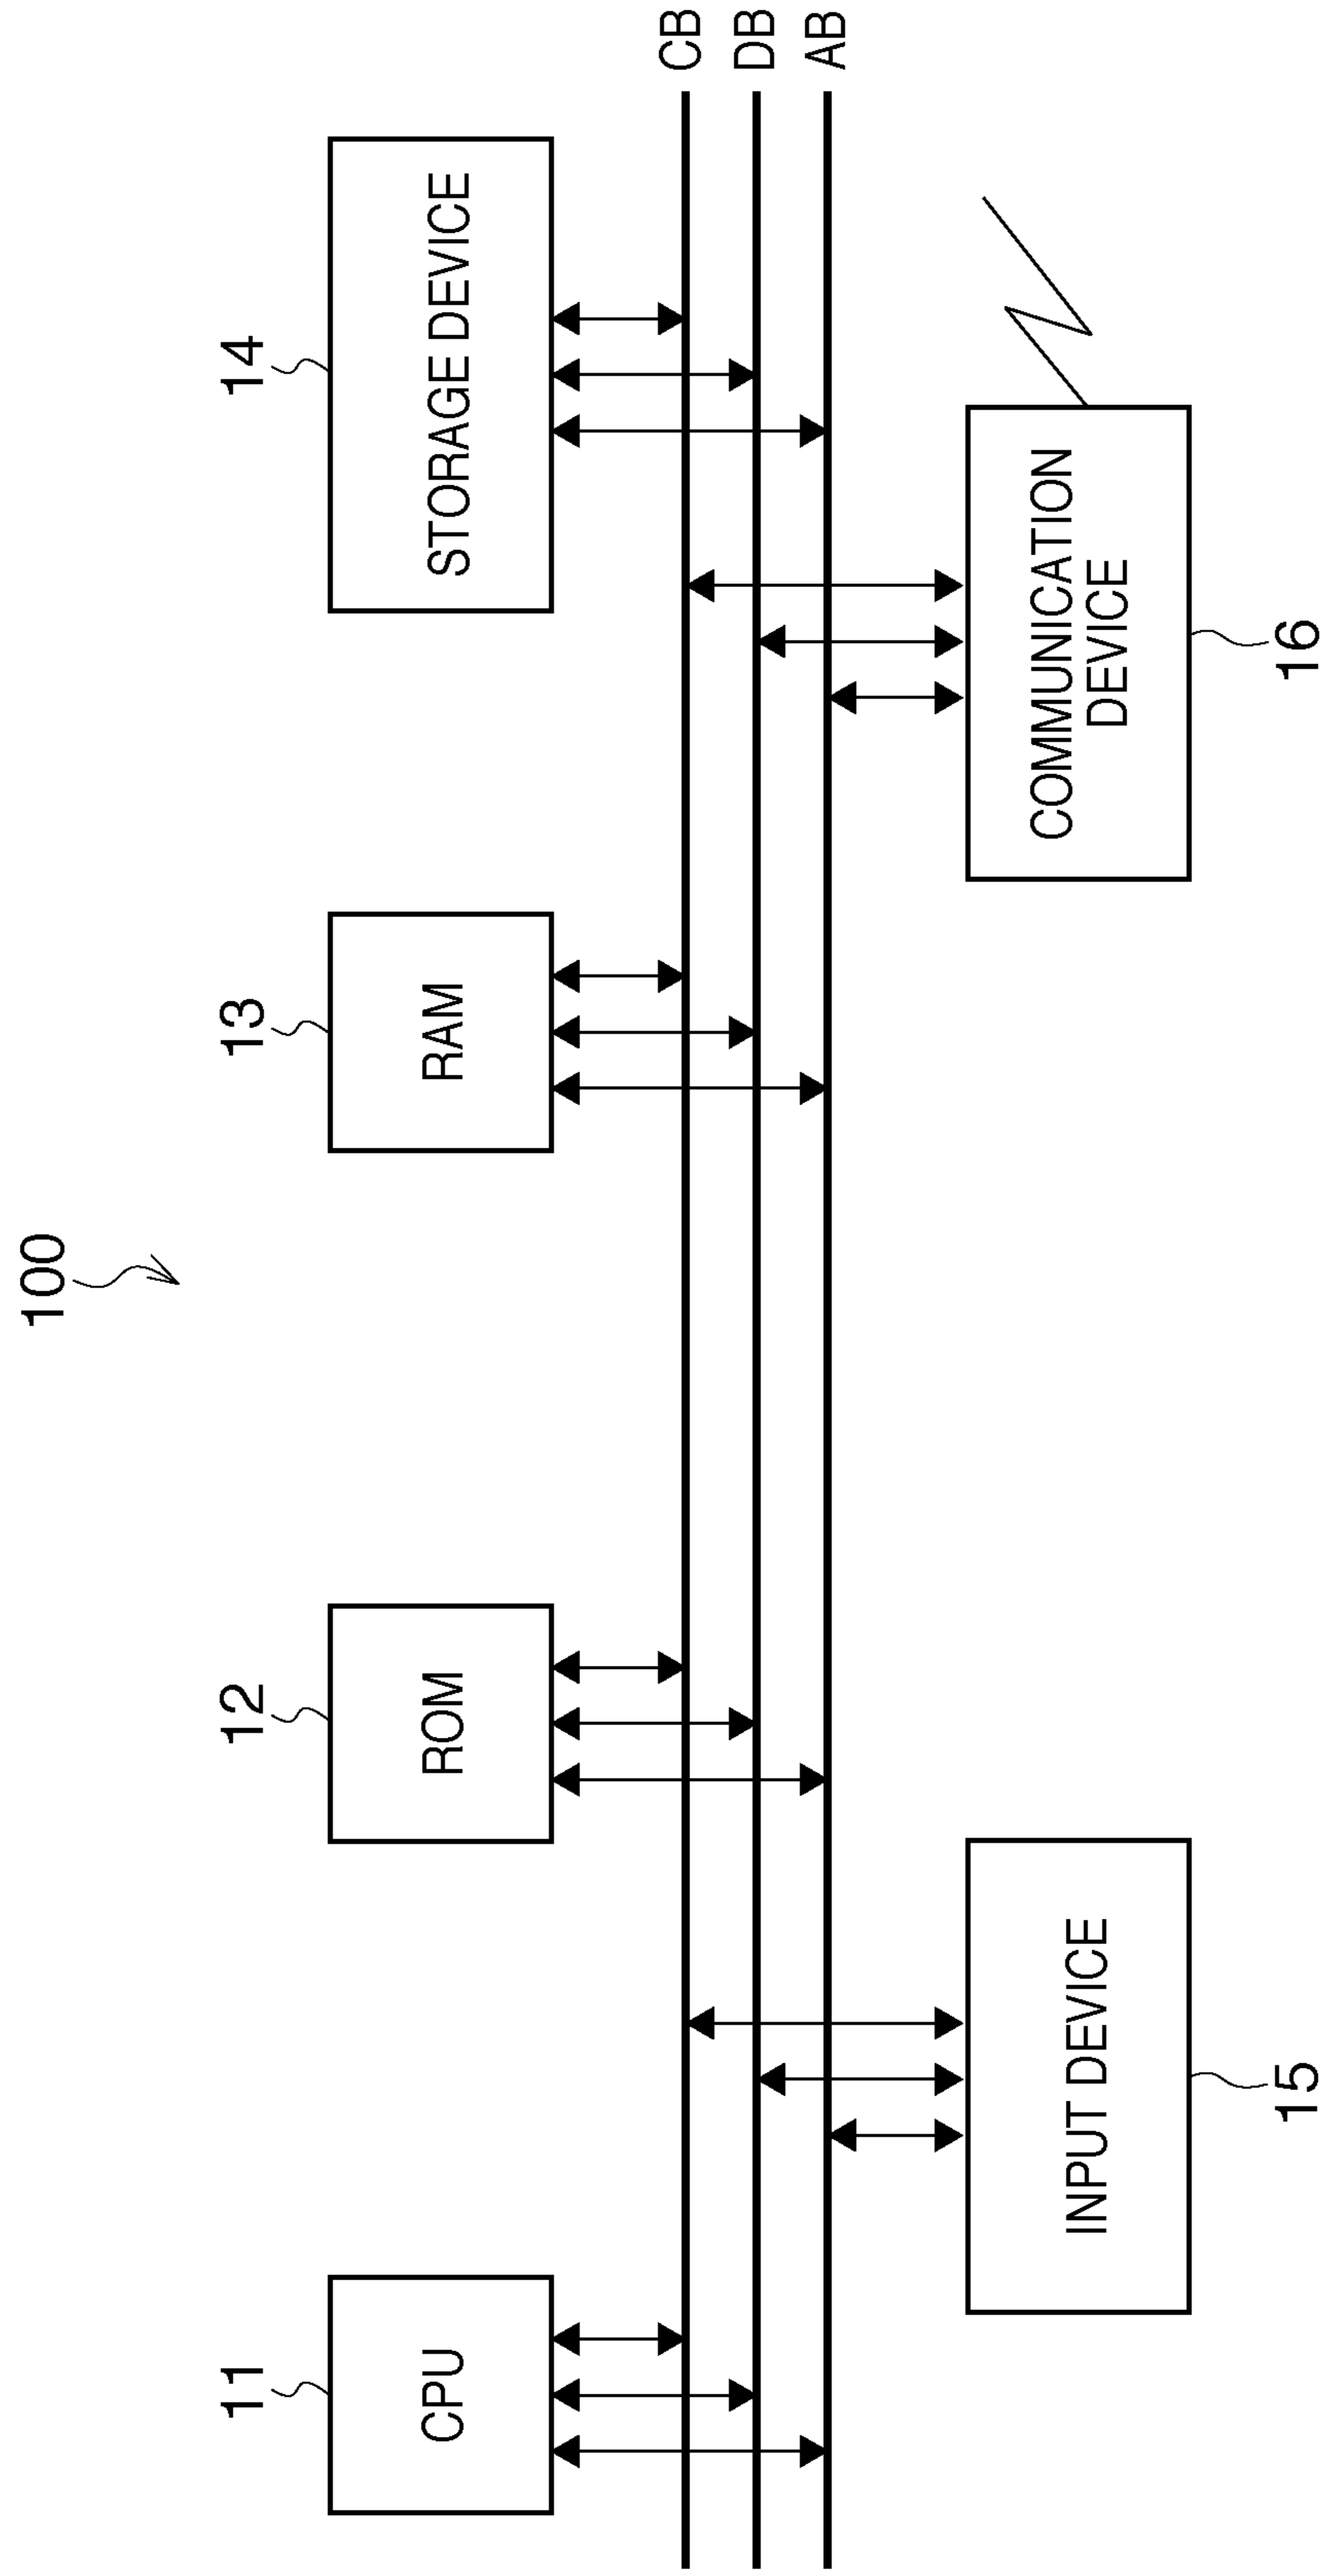 100
11
12
13
14
CPU
ROM
RAM
STORAGE DEVICE
CB
DB
AB
INPUT DEVICE
COMMUNICATION
DEVICE
15
16